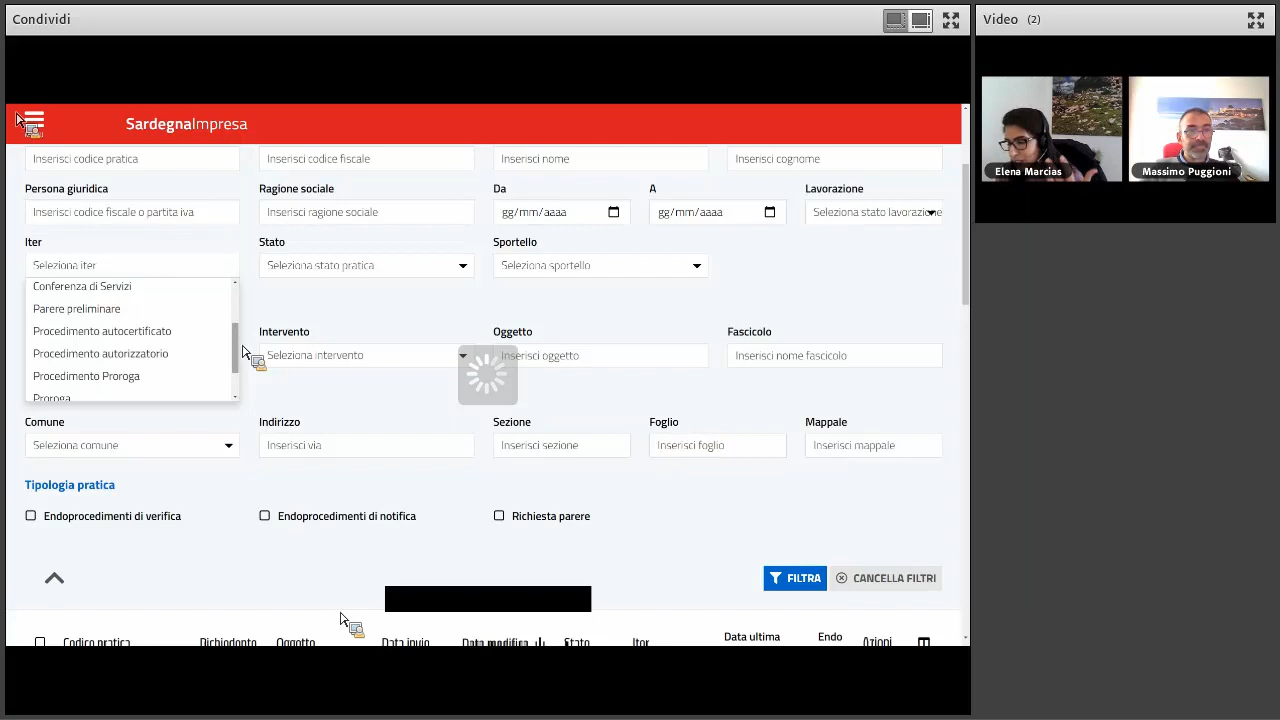 Condividi
Video (2)
SardegnaImpresa
Inserisci codice pratica
Inserisci codice fiscale
Inserisci nome
Inserisci cognome
Persona giuridica
Ragione sociale
Da
A
Lavorazione
Inserisci codice fiscale o partita iva
Inserisci ragione sociale
gg/mm/aaaa
gg/mm/aaaa
Seleziona stato lavorazione
Iter
Stato
Sportello
Seleziona iter
Seleziona stato pratica
Seleziona sportello
Conferenza di Servizi
Parere preliminare
Procedimento autocertificato
Procedimento autorizzatorio
Procedimento Proroga
Proroga
Intervento
Oggetto
Fascicolo
Seleziona intervento
Inserisci oggetto
Inserisci nome fascicolo
Comune
Indirizzo
Sezione
Foglio
Mappale
Seleziona comune
Inserisci via
Inserisci sezione
Inserisci foglio
Inserisci mappale
Tipologia pratica
Endoprocedimenti di verifica
Endoprocedimenti di notifica
Richiesta parere
FILTRA
CANCELLA FILTRI
Codice pratica
Richiedente
Oggetto
Data invio
Data modifica
Stato
Iter
Data ultima
Endo
Azioni
Elena Marcias
Massimo Puggioni